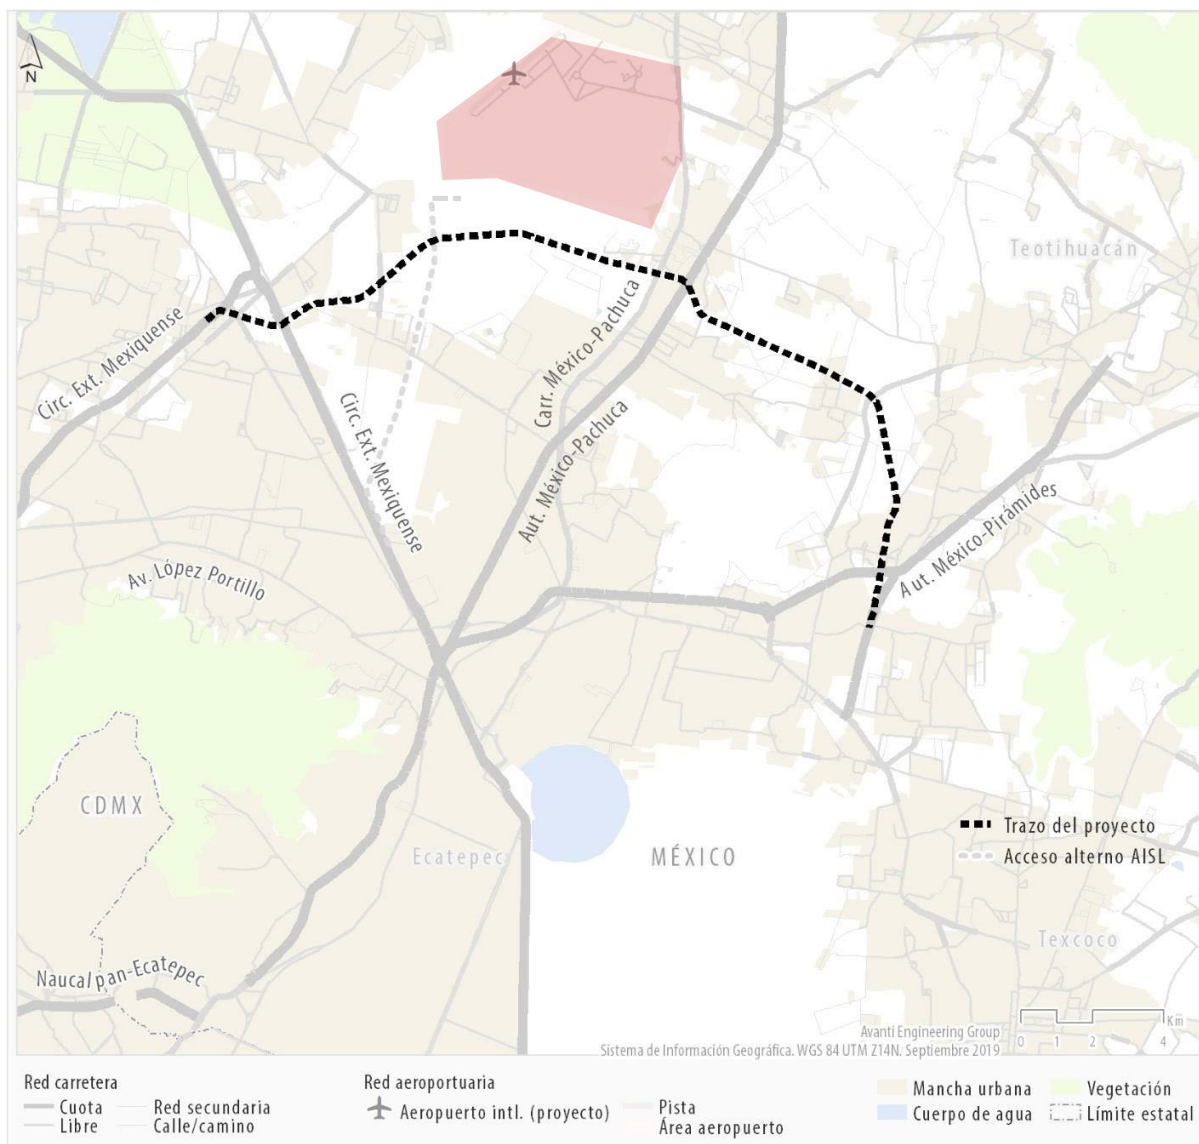 N
Teotihuacán
Circ. Ext. Mexiquense
Carr. México-Pachuca
Circ. Ext. Mexiquense
Aut. México-Pachuca
Aut. México-Pirámides
Av. López Portillo
CDMX
Ecatepec
MÉXICO
Trazo del proyecto
Acceso alterno AISL
Texcoco
Naucalpan-Ecatepec
Avanti Engineering Group
Sistema de Información Geográfica. WGS 84 UTM Z14N. Septiembre 2019
Km
0 1 2 4
Red carretera
Cuota
Libre
Red secundaria
Calle/camino
Red aeroportuaria
Aeropuerto intl. (proyecto)
Pista
Área aeropuerto
Mancha urbana
Cuerpo de agua
Vegetación
Límite estatal